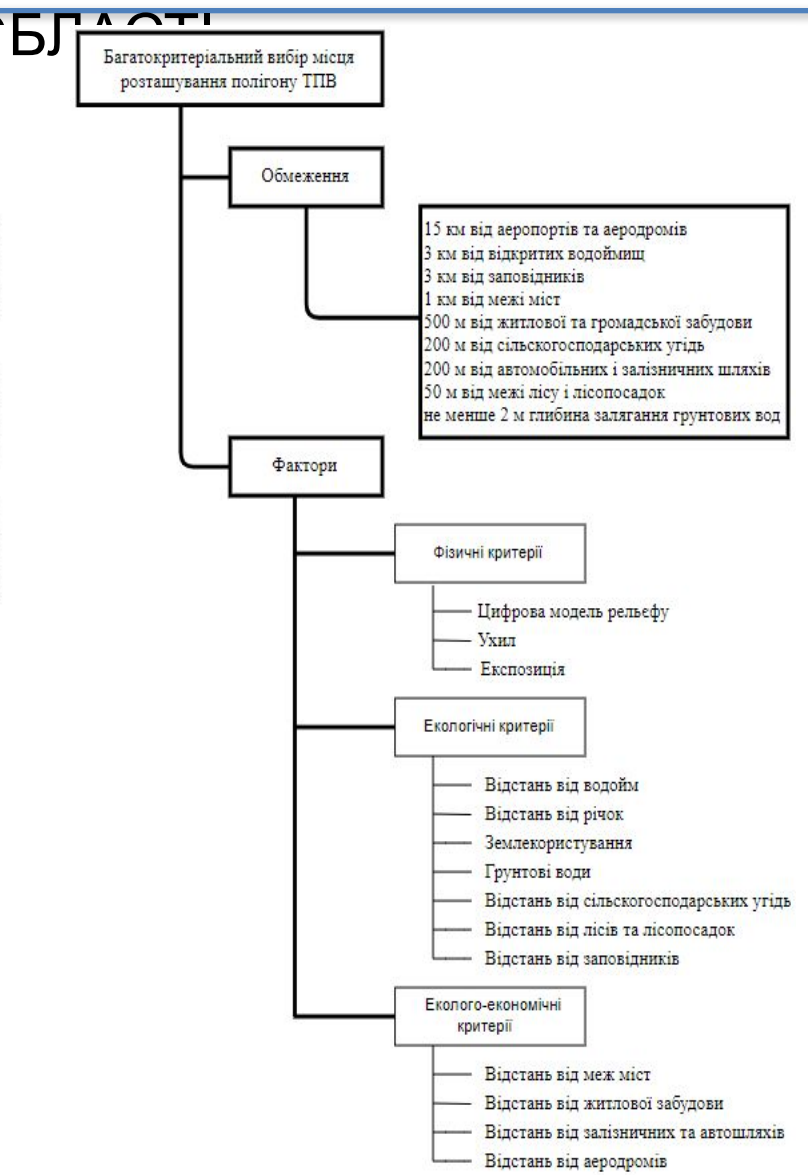 БЛАСТІ
Багатокритеріальний вибір місця
розташування полігону ТПВ
Обмеження
15 км від аеропортів та аеродромів
3 км від відкритих водоймищ
3 км від заповідників
1 км від межі міст
500 м від житлової та громадської забудови
200 м від сільскогосподарських угідь
200 м від автомобільних і залізничних шляхів
50 м від межі лісу і лісопосадок
не менше 2 м глибина залягання грунтових вод
Фактори
Фізичні критерії
Цифрова модель рельєфу
Ухил
Експозиція
Екологічні критерії
Відстань від водойм
Відстань від річок
Землекористування
Грунтові води
Відстань від сільскогосподарських угідь
Відстань від лісів та лісопосадок
Відстань від заповідників
Еколого-економічні
критерії
Відстань від меж міст
Відстань від житлової забудови
Відстань від залізничних та автошляхів
Відстань від аеродромів